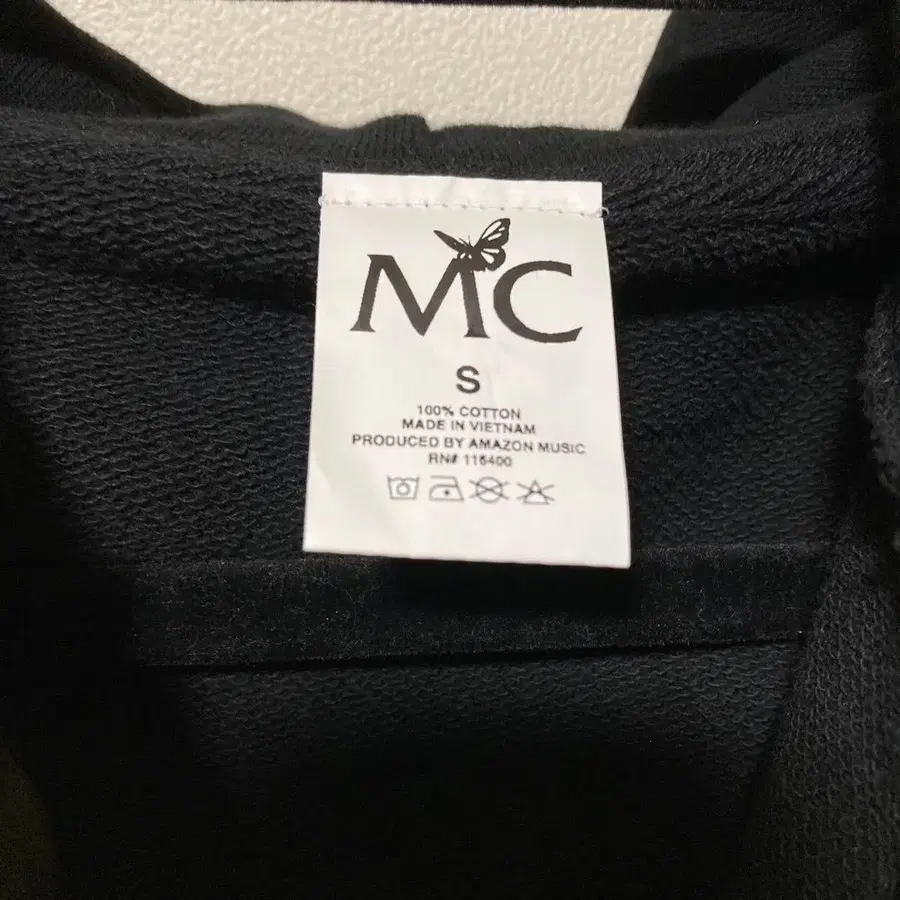 MC
S
100% COTTON
MADE IN VIETNAM
PRODUCED BY AMAZON MUSIC
RN# 116400